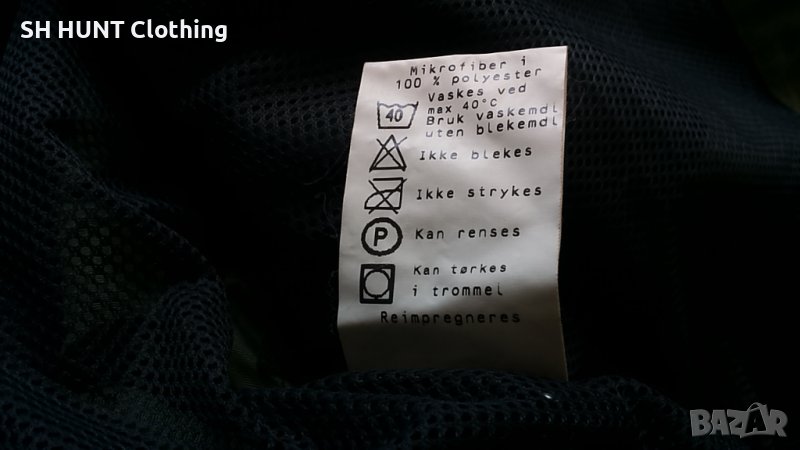 SH HUNT Clothing
Mikrofiber i
100 % polyester
Vaskes ved
max 40°C
40
Bruk vaskemdl
uten blekemdl
Ikke blekes
Ikke strykes
P
Kan renses
Kan tørkes
i trommel
Reimpregneres
BAZAR